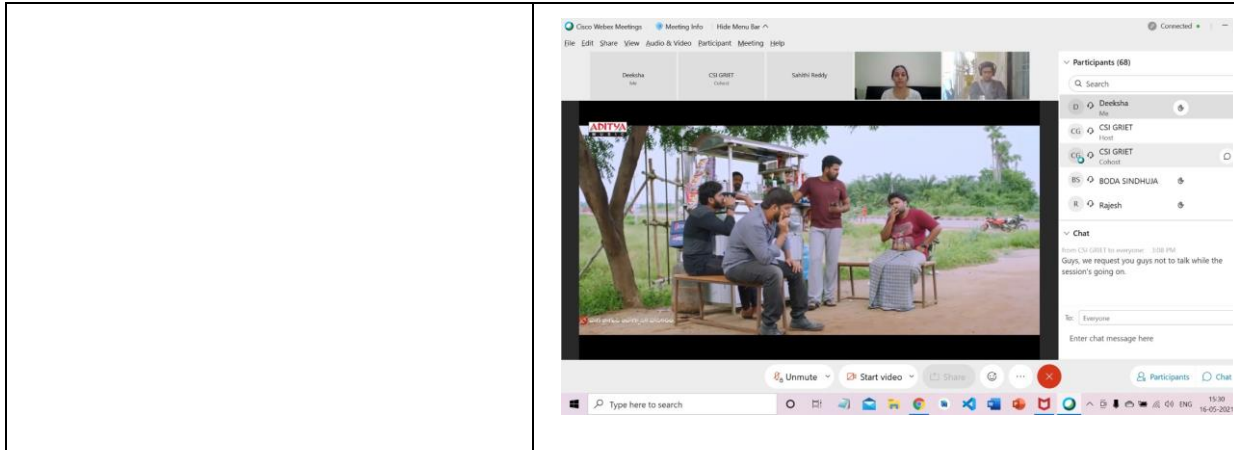 Cisco Webex Meetings Meeting Info Hide Menu Bar
Connected
File Edit Share View Audio & Video Participant Meeting Help
Deeksha
Me
CSI GRIET
Cohost
Sahithi Reddy
Participants (68)
Search
D Deeksha
Me
CG CSI GRIET
Host
CG CSI GRIET
Cohost
BS BODA SINDHUJA
R Rajesh
ADITYA
MUSIC
Chat
from CSI GRIET to everyone: 3:08 PM
Guys, we request you guys not to talk while the
session's going on.
To: Everyone
Enter chat message here
Unmute Start video Share
Participants Chat
Type here to search
ENG
15:30
16-05-2021